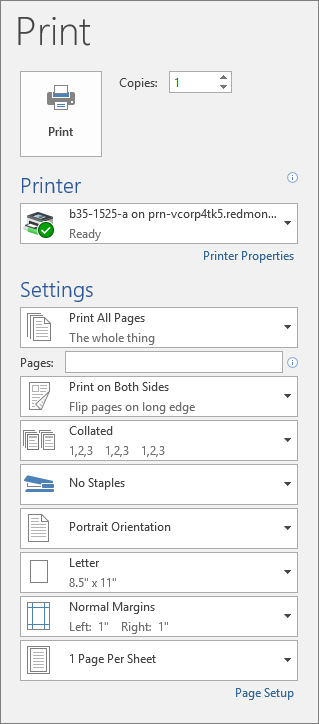 Print
Copies: 1
Print
Printer
b35-1525-a on prn-vcorp4tk5.redmon...
Ready
Printer Properties
Settings
Print All Pages
The whole thing
Pages:
Print on Both Sides
Flip pages on long edge
Collated
1,2,3 1,2,3 1,2,3
No Staples
Portrait Orientation
Letter
8.5" x 11"
Normal Margins
Left: 1" Right: 1"
1 Page Per Sheet
Page Setup